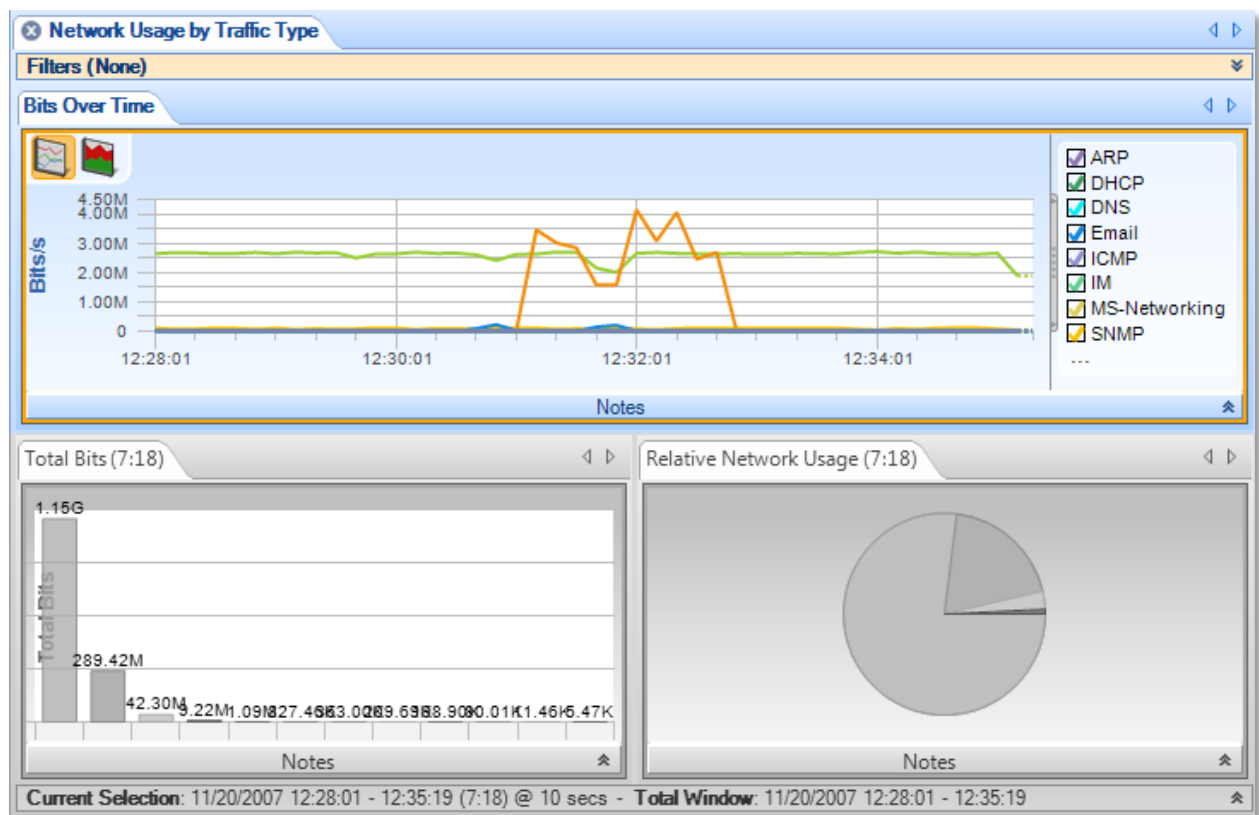 Network Usage by Traffic Type
Filters (None)
Bits Over Time
4.50M
4.00M
3.00M
2.00M
1.00M
0
Bits/s
12:28:01 12:30:01 12:32:01 12:34:01
ARP
DHCP
DNS
Email
ICMP
IM
MS-Networking
SNMP
...
Notes
Total Bits (7:18)
1.15G
Total Bits
289.42M
42.30M
9.22M
1.09M
Notes
Relative Network Usage (7:18)
Notes
Current Selection: 11/20/2007 12:28:01 - 12:35:19 (7:18) @ 10 secs - Total Window: 11/20/2007 12:28:01 - 12:35:19